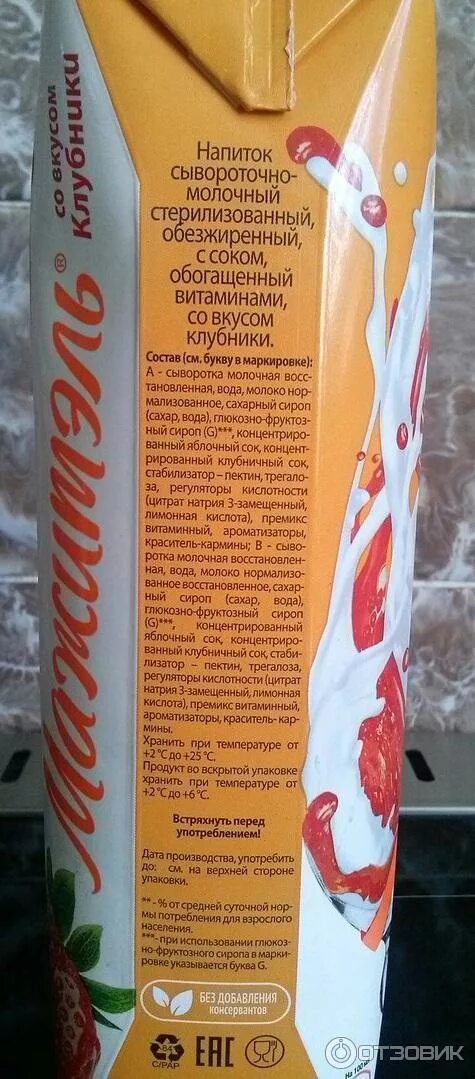 со вкусом
Клубники
Мажитэль®
Напиток
сывороточно-
молочный
стерилизованный,
обезжиренный,
с соком,
обогащенный
витаминами,
со вкусом
клубники.
Состав (см. букву в маркировке):
А - сыворотка молочная восс-
тановленная, вода, молоко нор-
мализованное, сахарный сироп
(сахар, вода), глюкозно-фруктоз-
ный сироп (G)***, концентриро-
ванный яблочный сок, концент-
рированный клубничный сок,
стабилизатор – пектин, трегало-
за, регуляторы кислотности
(цитрат натрия 3-замещенный,
лимонная кислота), премикс
витаминный, ароматизаторы,
краситель-кармины; В - сыво-
ротка молочная восстановлен-
ная, вода, молоко нормализо-
ванное восстановленное, сахар-
ный сироп (сахар, вода),
глюкозно-фруктозный сироп
(G)***, концентрированный
яблочный сок, концентриро-
ванный клубничный сок, стаби-
лизатор – пектин, трегалоза,
регуляторы кислотности (цитрат
натрия 3-замещенный, лимонная
кислота), премикс витаминный,
ароматизаторы, краситель-кар-
мины.
Хранить при температуре от
+2 °С до +25 °С.
Продукт во вскрытой упаковке
хранить при температуре от
+2 °С до +6 °С.
Встряхнуть перед
употреблением!
Дата производства, употребить
до: см. на верхней стороне
упаковки.
** - % от средней суточной нор-
мы потребления для взрослого
населения.
***- при использовании глюкоз-
но-фруктозного сиропа в марки-
ровке указывается буква G.
БЕЗ ДОБАВЛЕНИЯ
консервантов
84
C/PAP
EAC
На 100
ОТЗОВИК